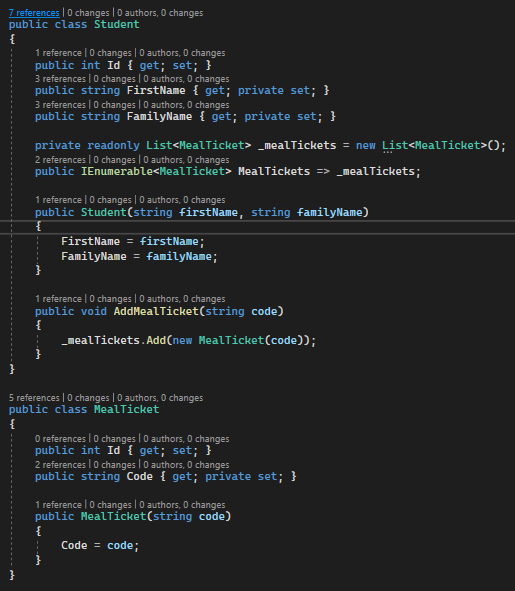 7 references | 0 changes | 0 authors, 0 changes
public class Student
{
1 reference | 0 changes | 0 authors, 0 changes
public int Id { get; set; }
3 references | 0 changes | 0 authors, 0 changes
public string FirstName { get; private set; }
3 references | 0 changes | 0 authors, 0 changes
public string FamilyName { get; private set; }
private readonly List<MealTicket> _mealTickets = new List<MealTicket>();
2 references | 0 changes | 0 authors, 0 changes
public IEnumerable<MealTicket> MealTickets => _mealTickets;
1 reference | 0 changes | 0 authors, 0 changes
public Student(string firstName, string familyName)
{
FirstName = firstName;
FamilyName = familyName;
}
1 reference | 0 changes | 0 authors, 0 changes
public void AddMealTicket(string code)
{
_mealTickets.Add(new MealTicket(code));
}
}
5 references | 0 changes | 0 authors, 0 changes
public class MealTicket
{
0 references | 0 changes | 0 authors, 0 changes
public int Id { get; set; }
2 references | 0 changes | 0 authors, 0 changes
public string Code { get; private set; }
1 reference | 0 changes | 0 authors, 0 changes
public MealTicket(string code)
{
Code = code;
}
}